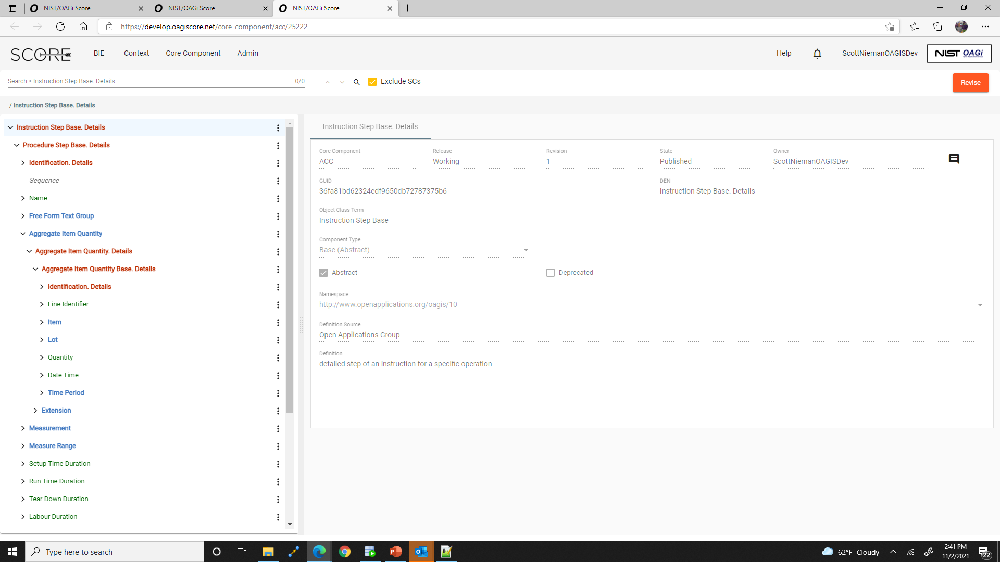 NIST/OAGi Score
NIST/OAGi Score
NIST/OAGi Score
https://develop.oagiscore.net/core_component/acc/25222
SCORE
BIE
Context
Core Component
Admin
Help
ScottNiemanOAGISDev
NIST OAGi
Search > Instruction Step Base. Details
0/0
Exclude SCs
Revise
/ Instruction Step Base. Details
Instruction Step Base. Details
Procedure Step Base. Details
Identification. Details
Sequence
Name
Free Form Text Group
Aggregate Item Quantity
Aggregate Item Quantity. Details
Aggregate Item Quantity Base. Details
Identification. Details
Line Identifier
Item
Lot
Quantity
Date Time
Time Period
Extension
Measurement
Measure Range
Setup Time Duration
Run Time Duration
Tear Down Duration
Labour Duration
Instruction Step Base. Details
Core Component
ACC
Release
Working
Revision
1
State
Published
Owner
ScottNiemanOAGISDev
GUID
36fa81bd62324edf9650db72787375b6
DEN
Instruction Step Base. Details
Object Class Term
Instruction Step Base
Component Type
Base (Abstract)
Abstract
Deprecated
Namespace
http://www.openapplications.org/oagis/10
Definition Source
Open Applications Group
Definition
detailed step of an instruction for a specific operation
Type here to search
62°F Cloudy
2:41 PM
11/2/2021
22